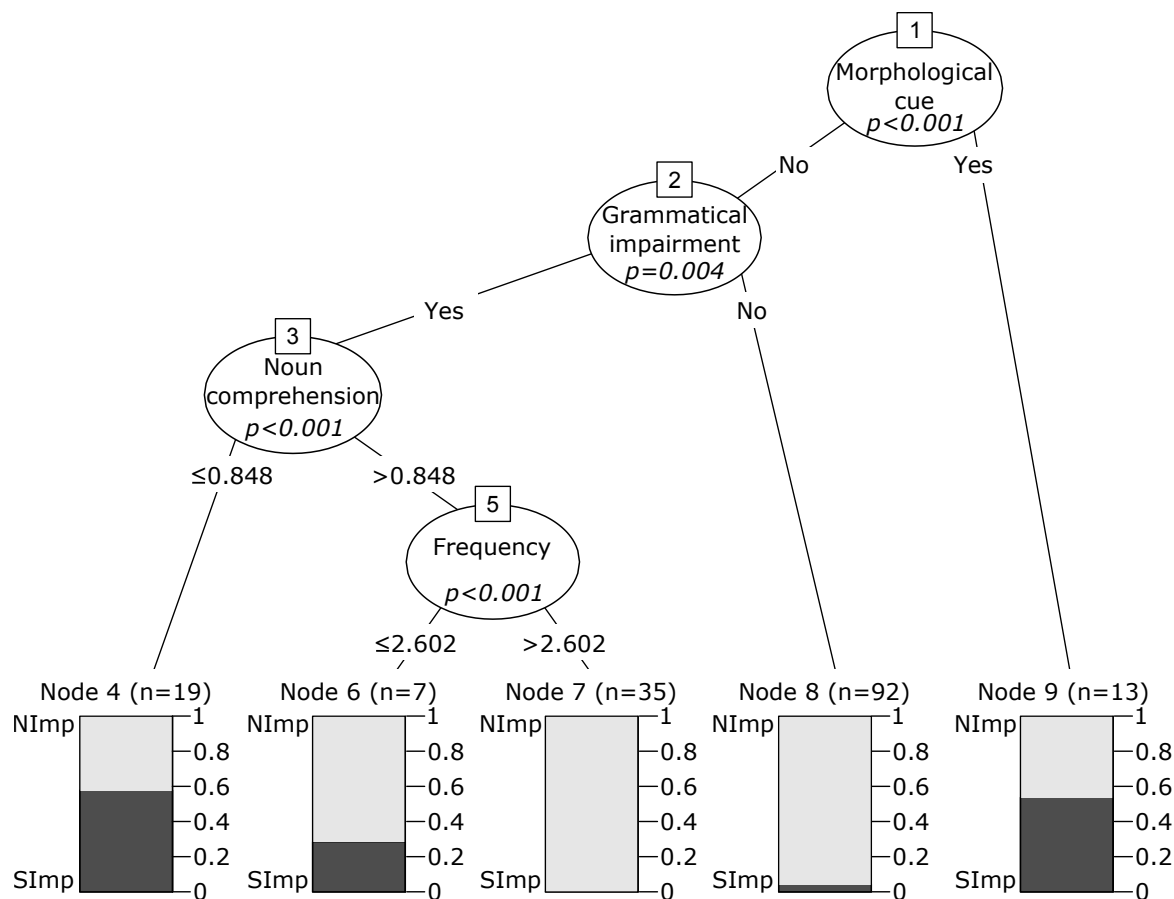 1
Morphological
cue
p<0.001
No
Yes
2
Grammatical
impairment
p=0.004
Yes
No
3
Noun
comprehension
p<0.001
≤0.848
>0.848
5
Frequency
p<0.001
≤2.602
>2.602
Node 4 (n=19)
NImp
SImp
1
0.8
0.6
0.4
0.2
0
Node 6 (n=7)
NImp
SImp
1
0.8
0.6
0.4
0.2
0
Node 7 (n=35)
NImp
SImp
1
0.8
0.6
0.4
0.2
0
Node 8 (n=92)
NImp
SImp
1
0.8
0.6
0.4
0.2
0
Node 9 (n=13)
NImp
SImp
1
0.8
0.6
0.4
0.2
0